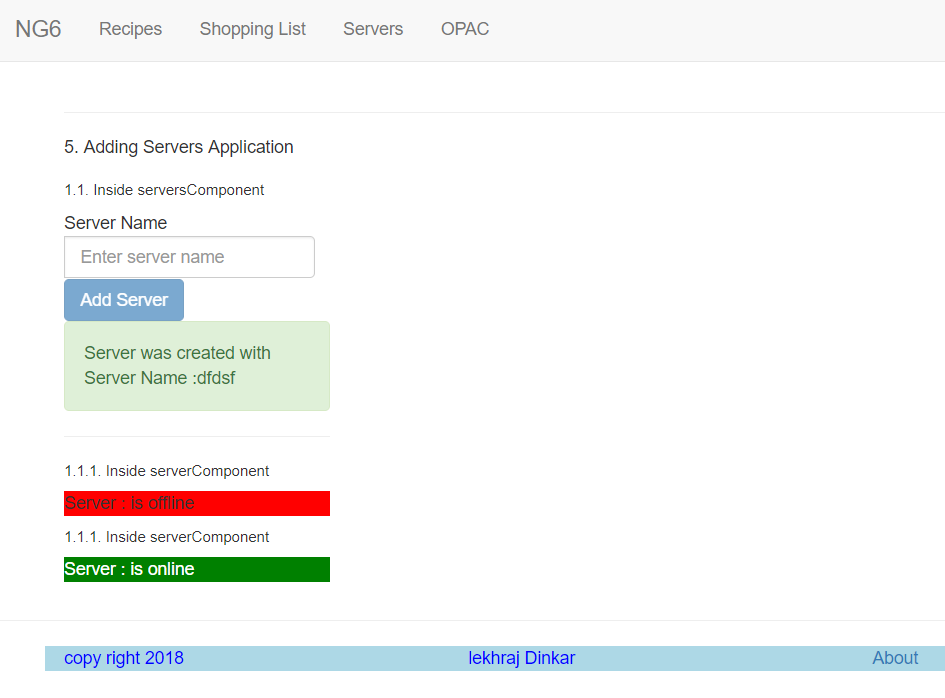 NG6 Recipes Shopping List Servers OPAC
5. Adding Servers Application
1.1. Inside serversComponent
Server Name
Enter server name
Add Server
Server was created with
Server Name :dfdsf
1.1.1. Inside serverComponent
Server : is offline
1.1.1. Inside serverComponent
Server : is online
copy right 2018 lekhraj Dinkar About